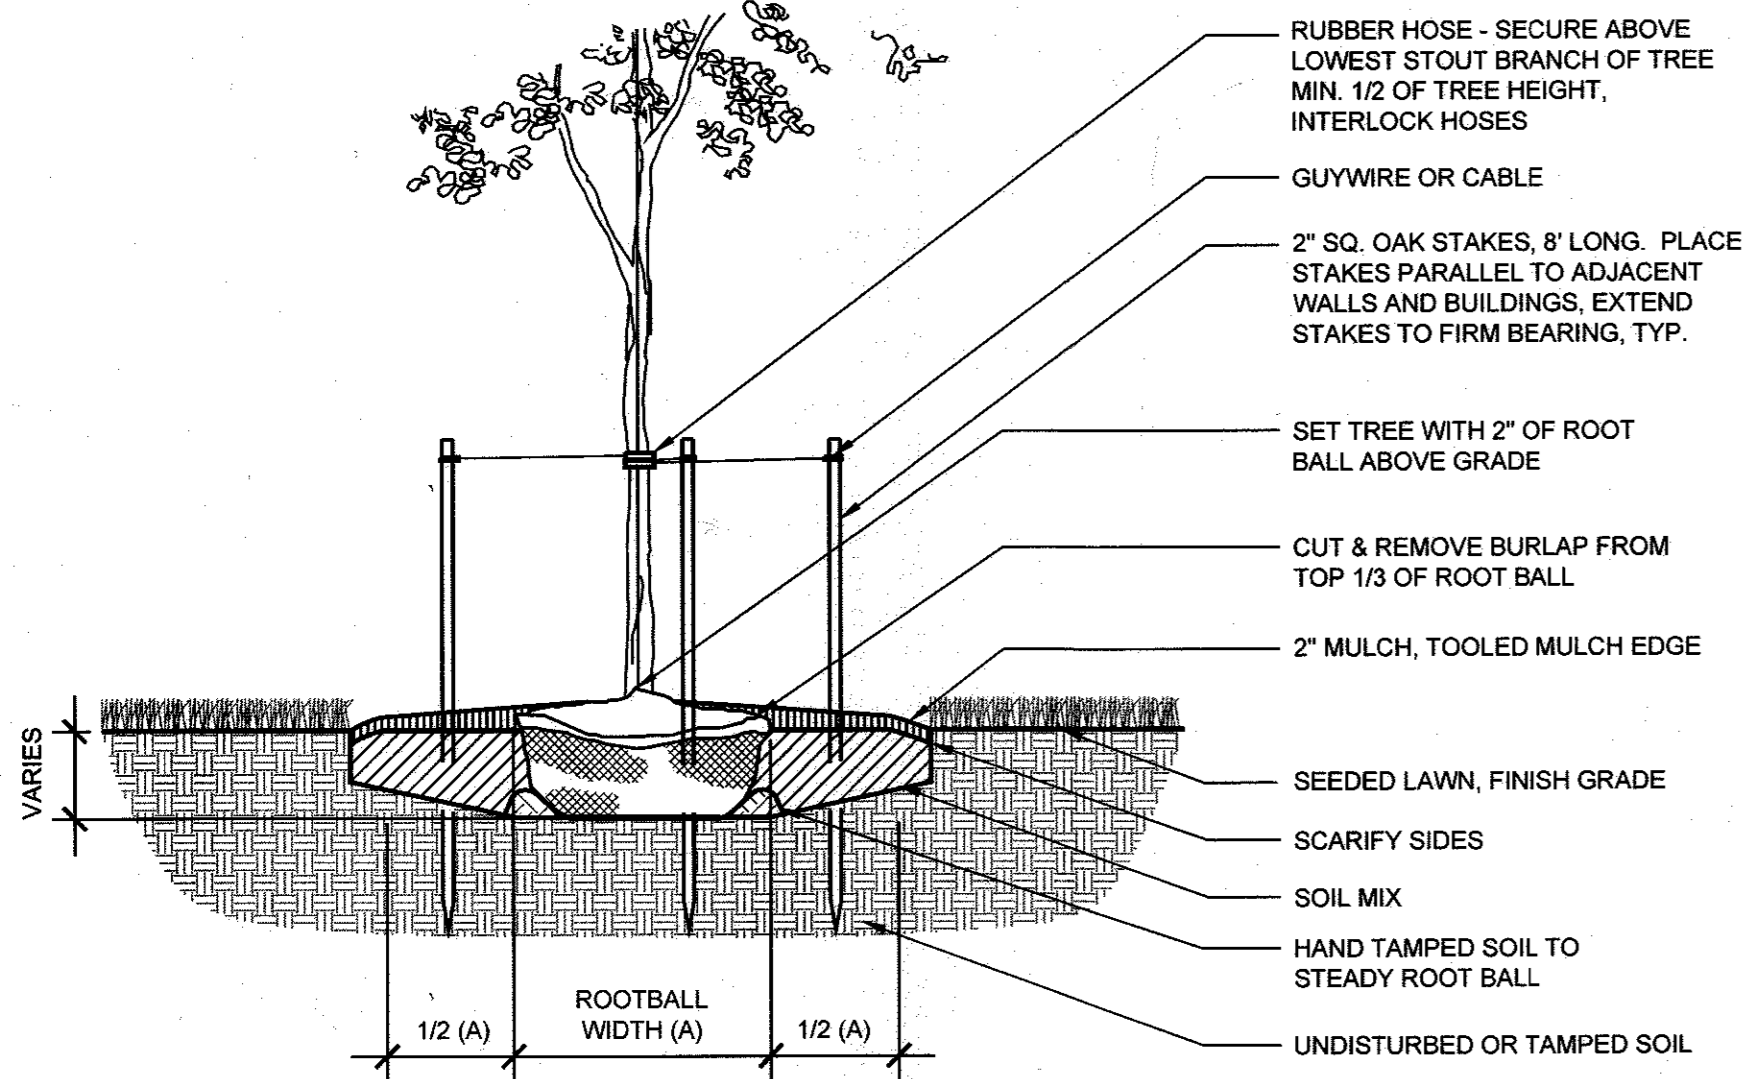 RUBBER HOSE - SECURE ABOVE
LOWEST STOUT BRANCH OF TREE
MIN. 1/2 OF TREE HEIGHT,
INTERLOCK HOSES
GUYWIRE OR CABLE
2" SQ. OAK STAKES, 8' LONG. PLACE
STAKES PARALLEL TO ADJACENT
WALLS AND BUILDINGS, EXTEND
STAKES TO FIRM BEARING, TYP.
SET TREE WITH 2" OF ROOT
BALL ABOVE GRADE
CUT & REMOVE BURLAP FROM
TOP 1/3 OF ROOT BALL
2" MULCH, TOOLED MULCH EDGE
SEEDED LAWN, FINISH GRADE
SCARIFY SIDES
SOIL MIX
HAND TAMPED SOIL TO
STEADY ROOT BALL
UNDISTURBED OR TAMPED SOIL
VARIES
1/2 (A)
ROOTBALL
WIDTH (A)
1/2 (A)